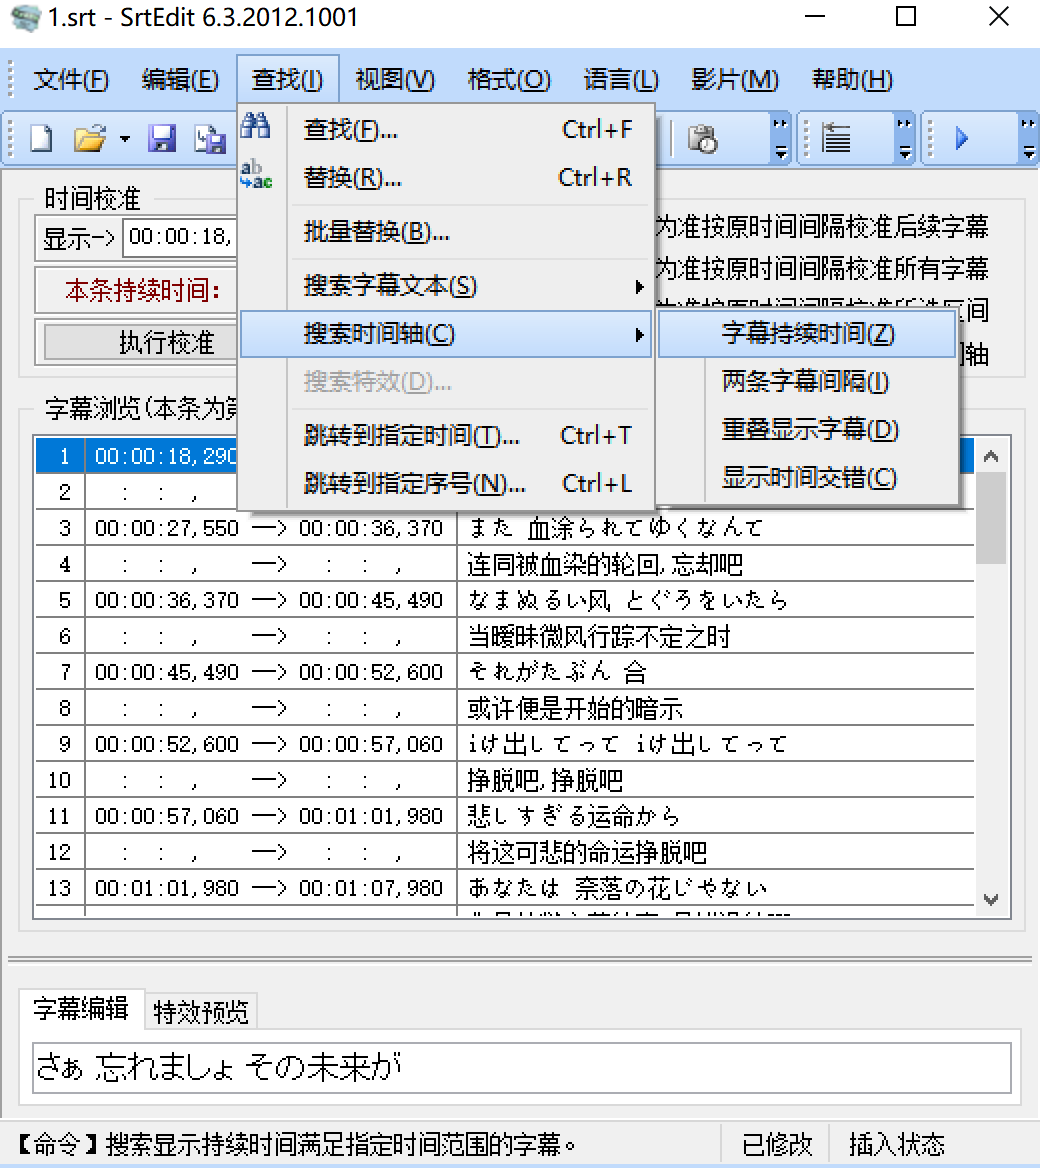 1.srt - SrtEdit 6.3.2012.1001
文件(F) 编辑(E) 查找(I) 视图(V) 格式(O) 语言(L) 影片(M) 帮助(H)
查找(F)... Ctrl+F
替换(R)... Ctrl+R
批量替换(B)...
搜索字幕文本(S)
搜索时间轴(C)
搜索特效(D)...
跳转到指定时间(T)... Ctrl+T
跳转到指定序号(N)... Ctrl+L
字幕持续时间(Z)
两条字幕间隔(I)
重叠显示字幕(D)
显示时间交错(C)
时间校准
显示-> 00:00:18,
为准按原时间间隔校准后续字幕
为准按原时间间隔校准所有字幕
本条持续时间:
执行校准
轴
字幕浏览(本条为第
1 00:00:18,290
2 : : ,
3 00:00:27,550 —> 00:00:36,370 また 血涂られてゆくなんて
4 : : , —> : : , 连同被血染的轮回,忘却吧
5 00:00:36,370 —> 00:00:45,490 なまぬるい风 とぐろをいたら
6 : : , —> : : , 当暧昧微风行踪不定之时
7 00:00:45,490 —> 00:00:52,600 それがたぶん 合
8 : : , —> : : , 或许便是开始的暗示
9 00:00:52,600 —> 00:00:57,060 iけ出してって iけ出してって
10 : : , —> : : , 挣脱吧,挣脱吧
11 00:00:57,060 —> 00:01:01,980 悲しすぎる运命から
12 : : , —> : : , 将这可悲的命运挣脱吧
13 00:01:01,980 —> 00:01:07,980 あなたは 奈落の花じゃない
字幕编辑 特效预览
さぁ 忘れましょ その未来が
【命令】搜索显示持续时间满足指定时间范围的字幕。 已修改 插入状态